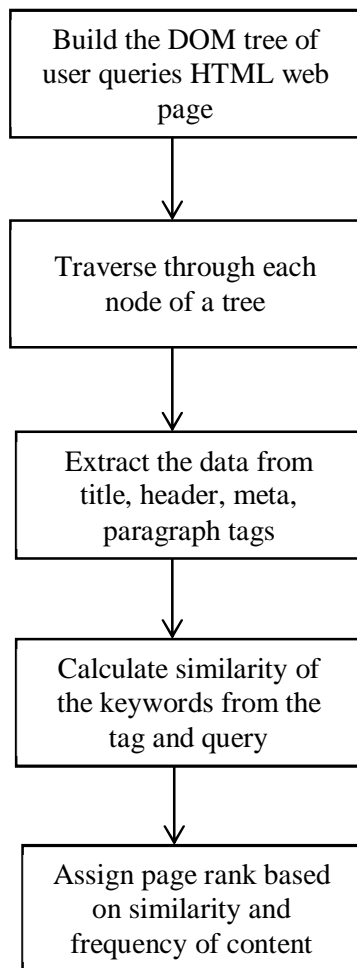 Build the DOM tree of
user queries HTML web
page
Traverse through each
node of a tree
Extract the data from
title, header, meta,
paragraph tags
Calculate similarity of
the keywords from the
tag and query
Assign page rank based
on similarity and
frequency of content